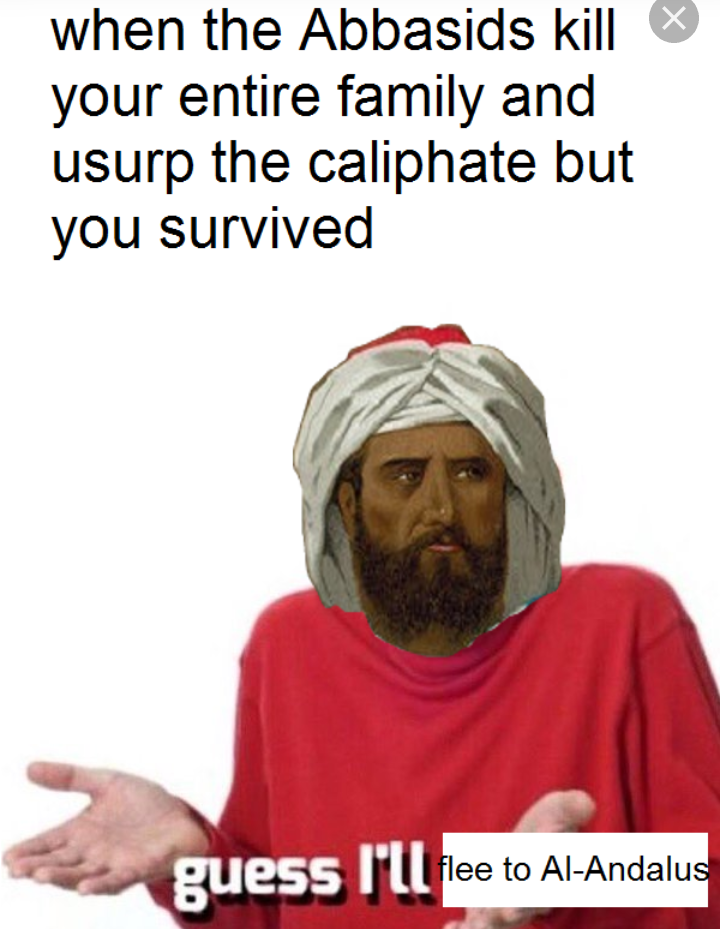 when the Abbasids kill
your entire family and
usurp the caliphate but
you survived
guess I'll flee to Al-Andalus